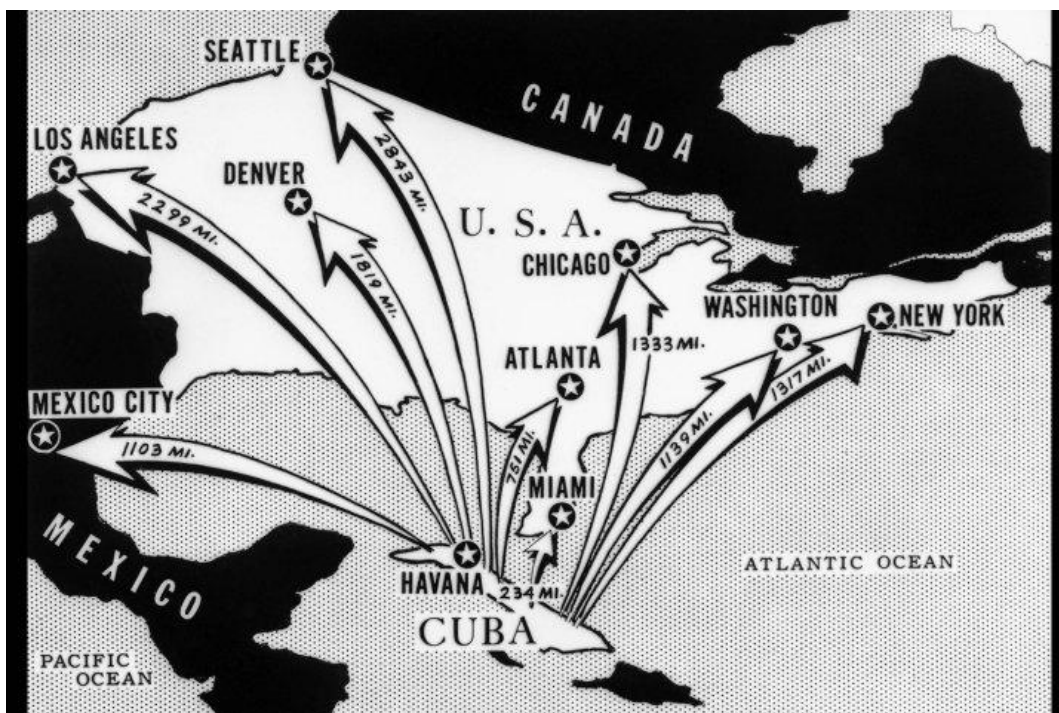 SEATTLE
CANADA
LOS ANGELES
2843 MI.
DENVER
2299 MI.
U. S. A.
CHICAGO
1819 MI.
WASHINGTON
NEW YORK
ATLANTA
1333 MI.
1317 MI.
MEXICO CITY
1103 MI.
751 MI.
1139 MI.
MIAMI
MEXICO
HAVANA
234 MI.
ATLANTIC OCEAN
CUBA
PACIFIC
OCEAN